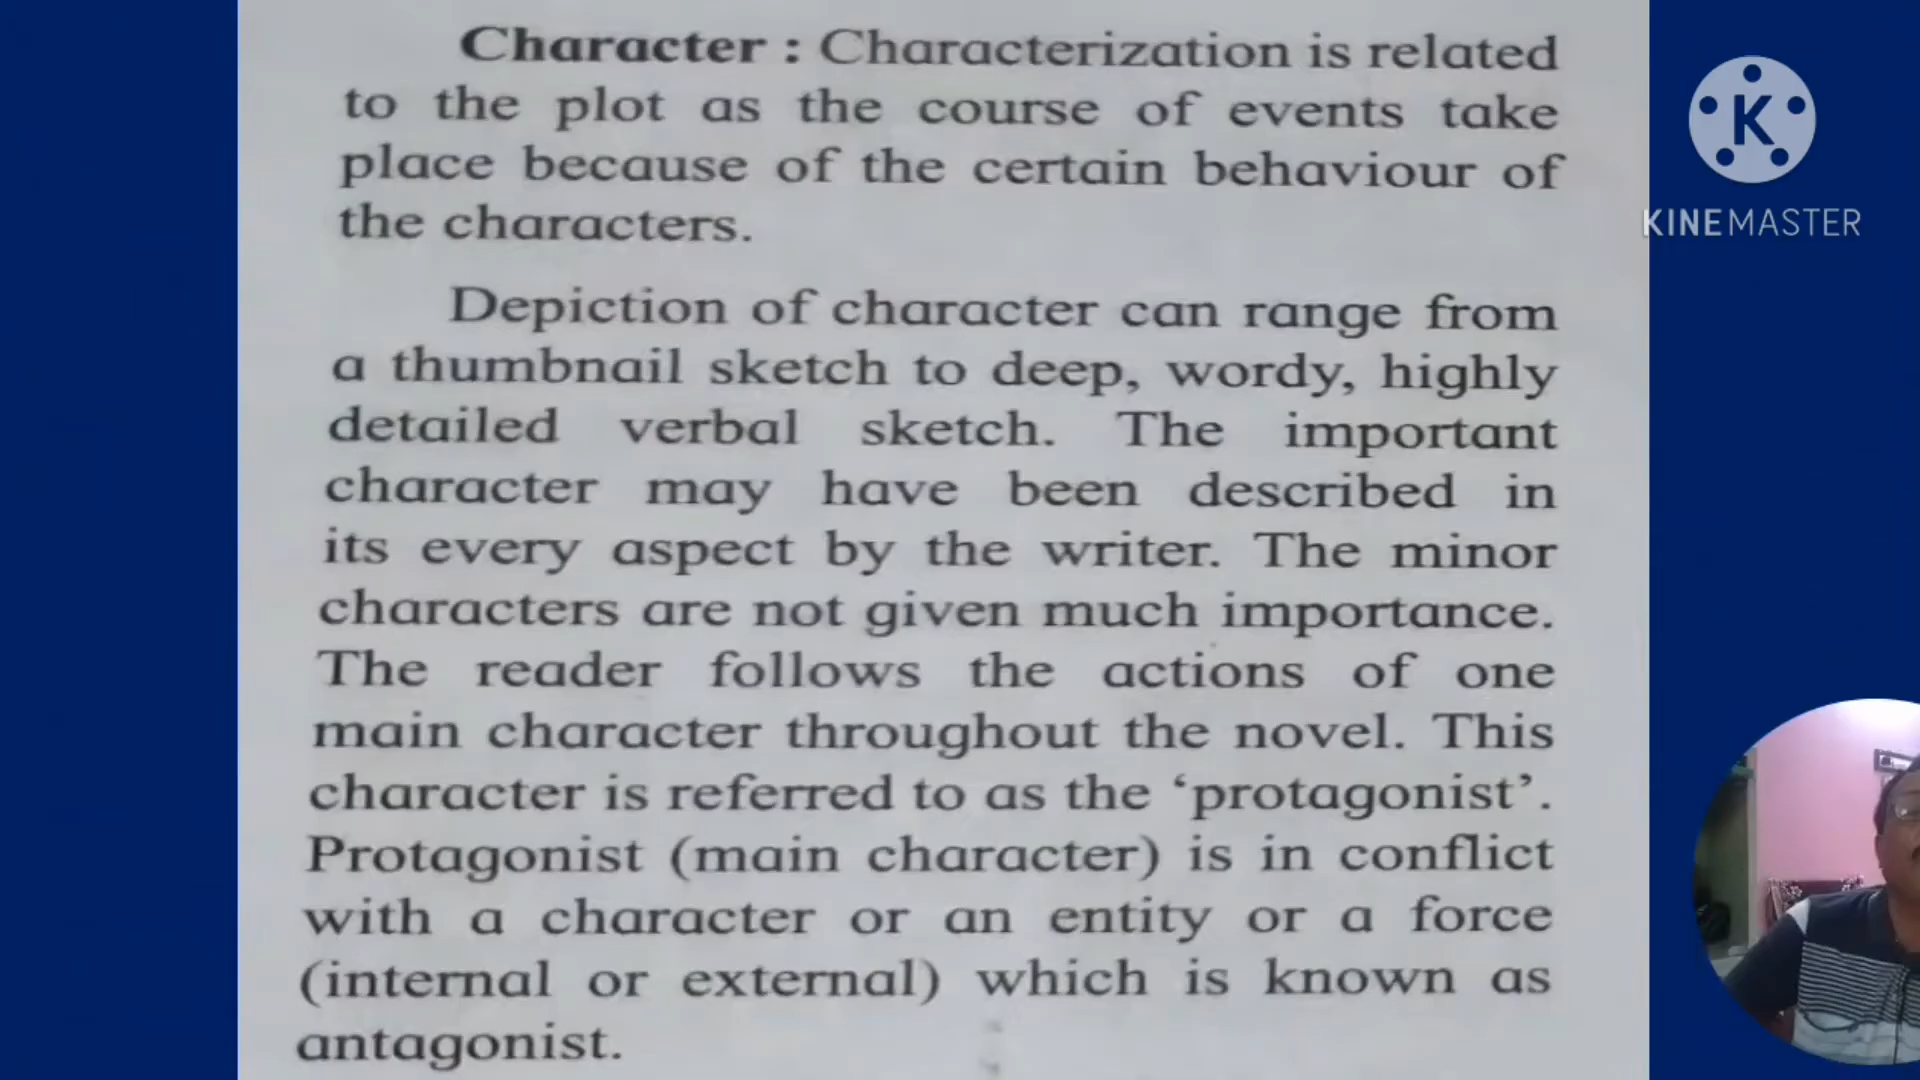 Character : Characterization is related
to the plot as the course of events take
place because of the certain behaviour of
the characters.
Depiction of character can range from
a thumbnail sketch to deep, wordy, highly
detailed verbal sketch. The important
character may have been described in
its every aspect by the writer. The minor
characters are not given much importance.
The reader follows the actions of one
main character throughout the novel. This
character is referred to as the ‘protagonist’.
Protagonist (main character) is in conflict
with a character or an entity or a force
(internal or external) which is known as
antagonist.
K
KINEMASTER